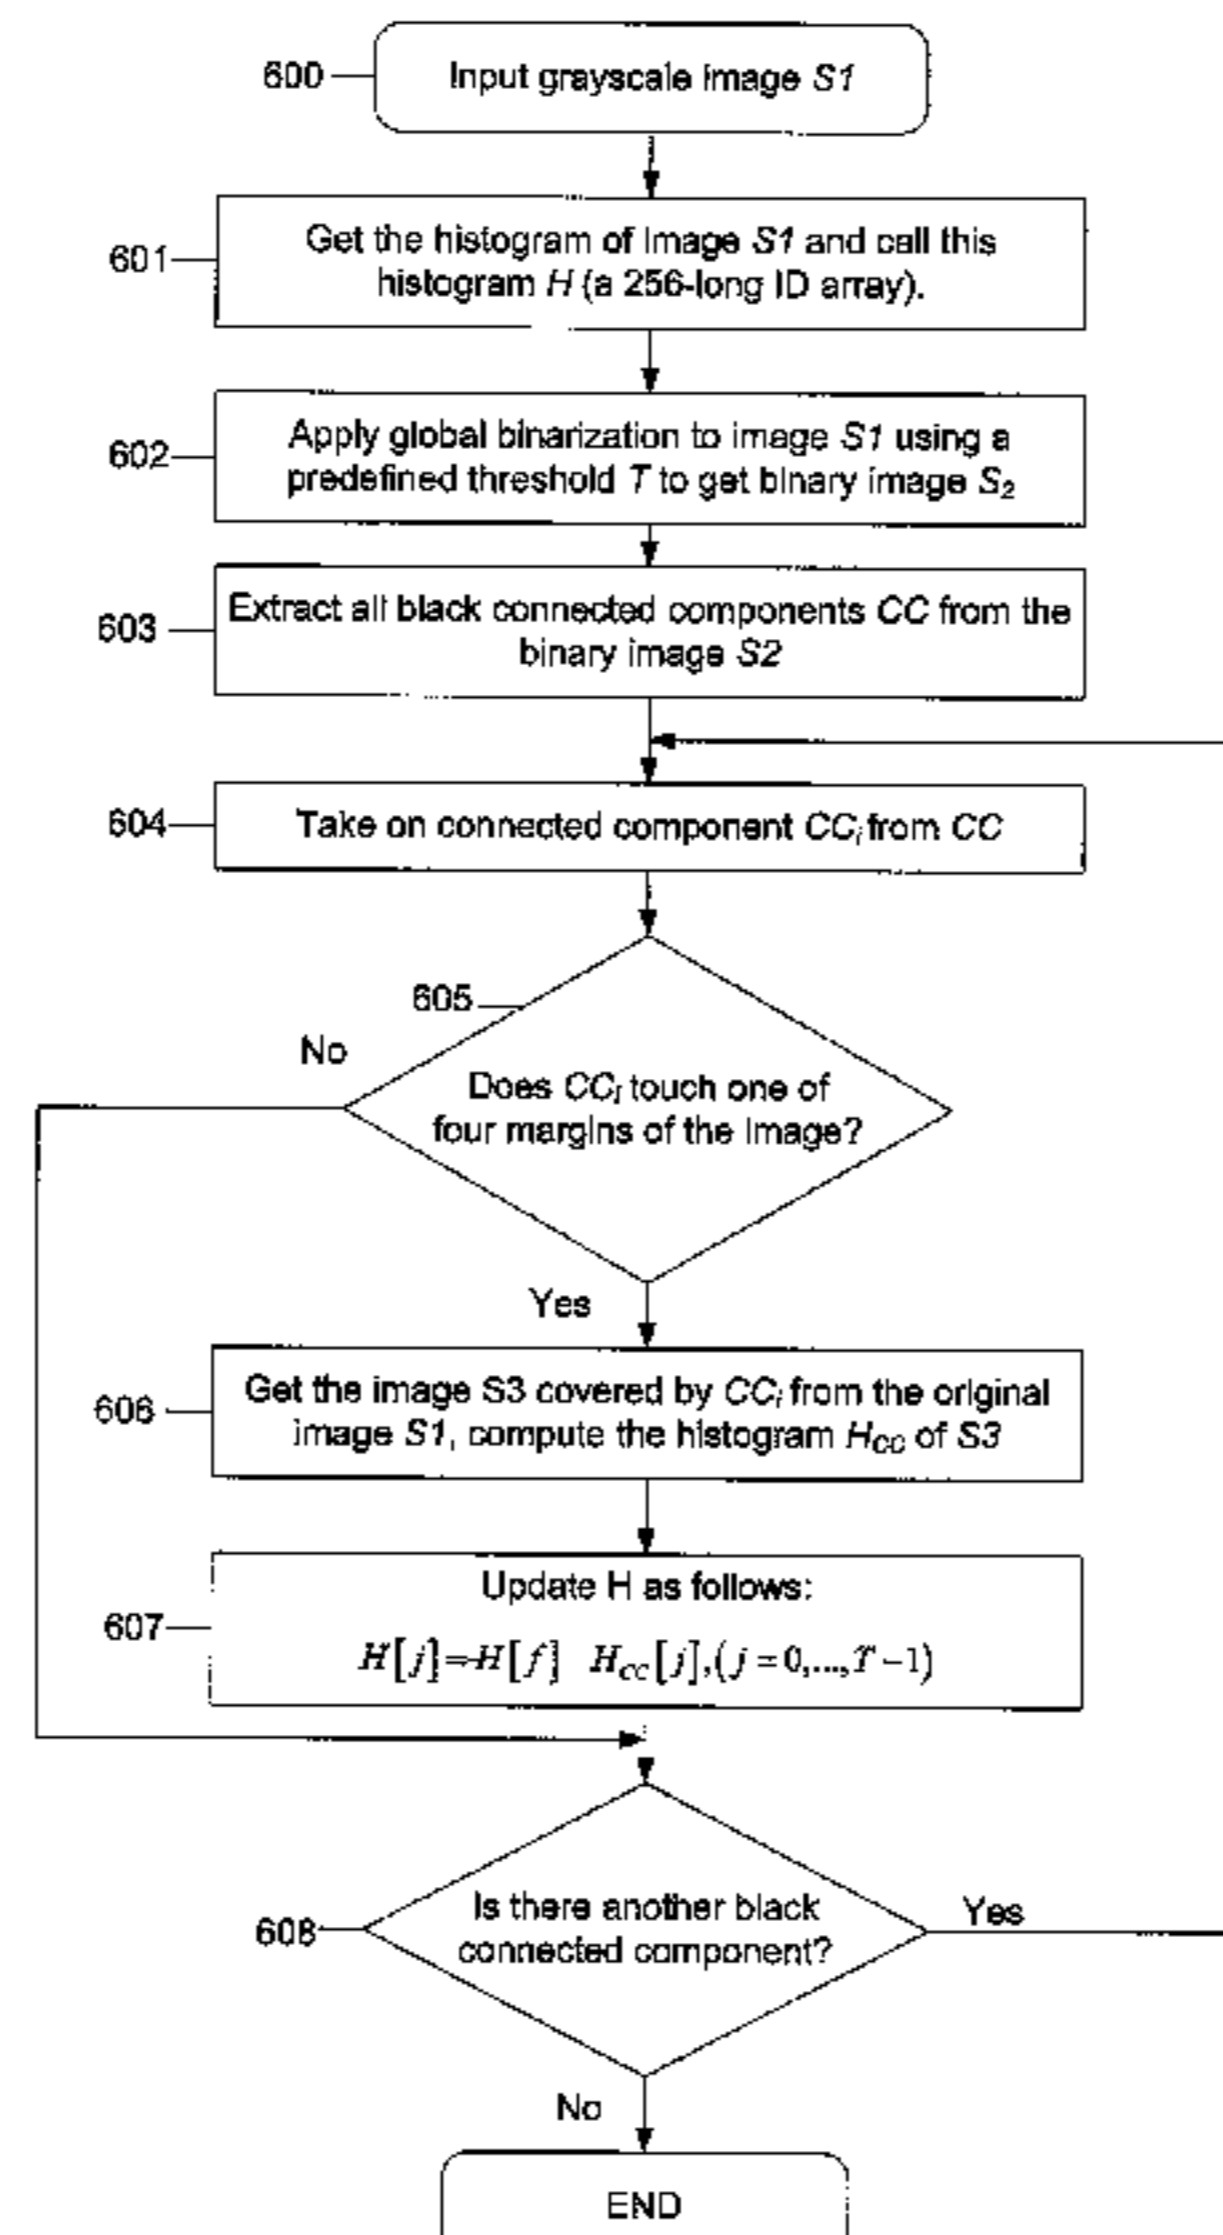 600
Input grayscale image S1
601
Get the histogram of image S1 and call this
histogram H (a 256-long ID array).
602
Apply global binarization to image S1 using a
predefined threshold T to get binary image S2
603
Extract all black connected components CC from the
binary image S2
604
Take on connected component CCi from CC
605
No
Does CCi touch one of
four margins of the image?
Yes
606
Get the image S3 covered by CCi from the original
image S1, compute the histogram HCC of S3
607
Update H as follows:
H[j]=H[f] HCC[j],(j=0,...,T-1)
608
Is there another black
connected component?
Yes
No
END